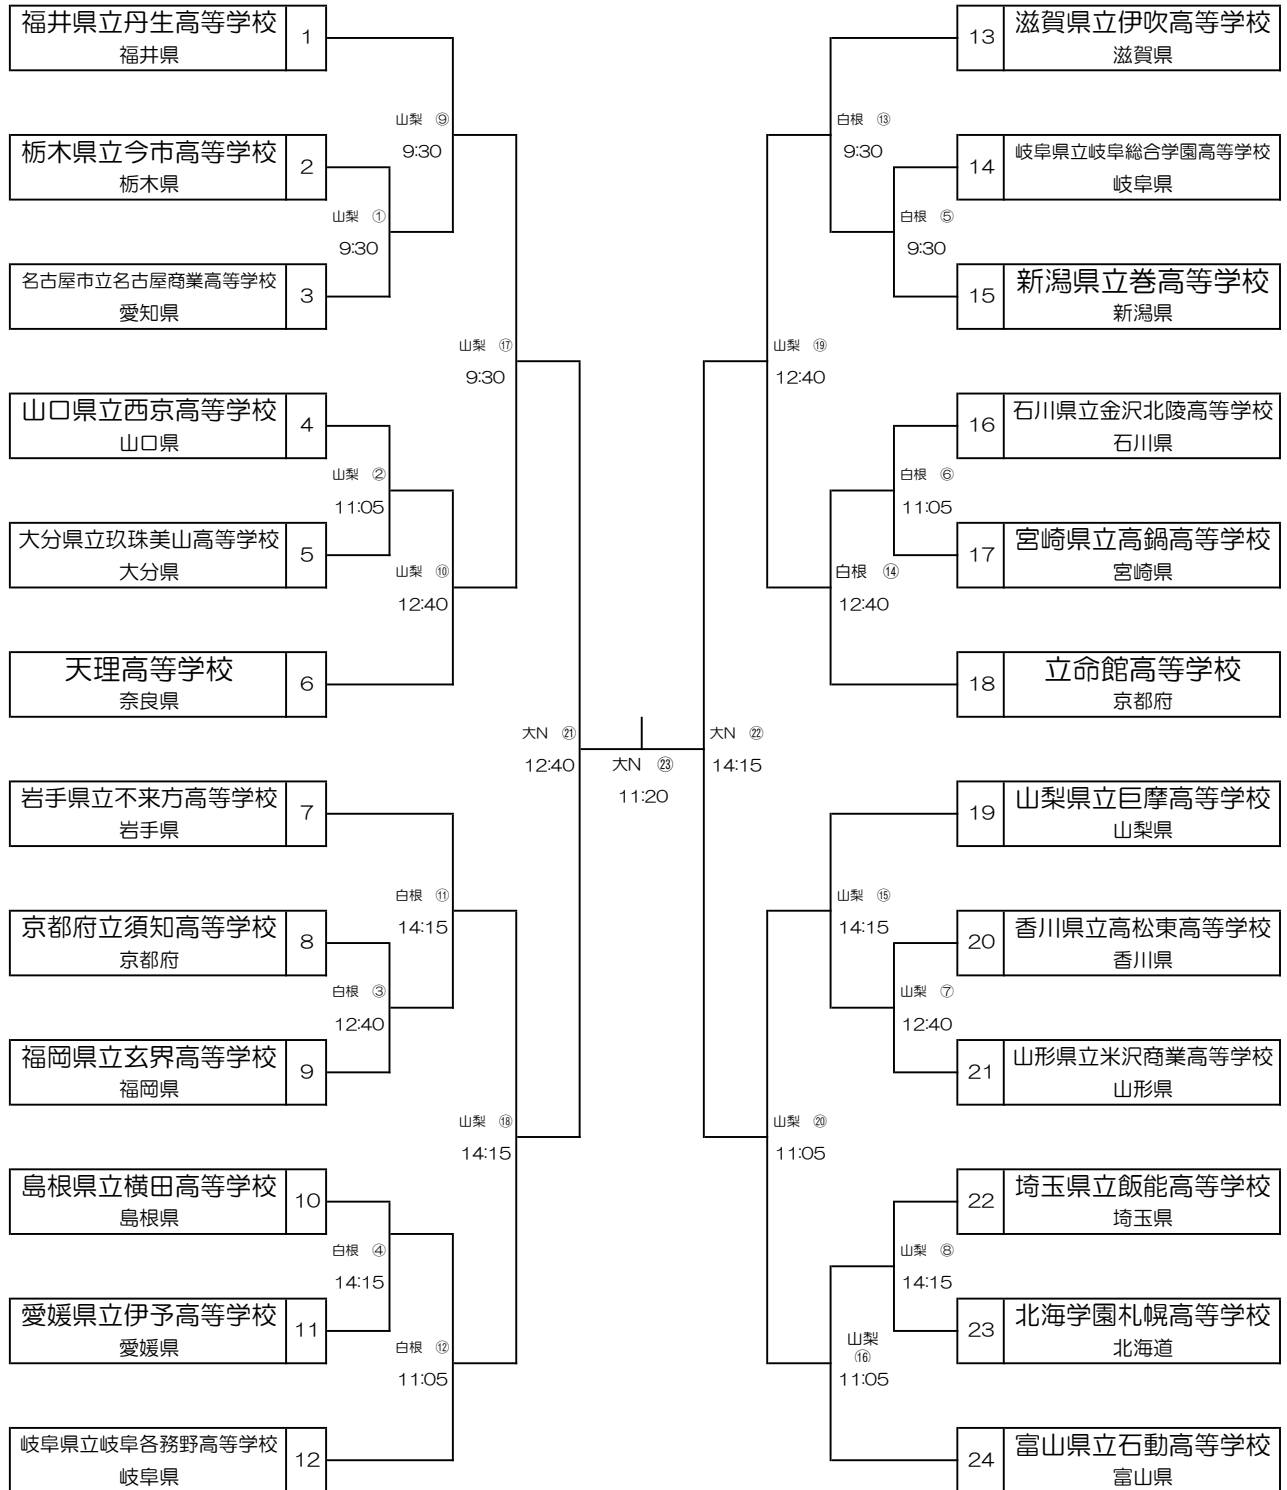 福井県立丹生高等学校
福井県
1
栃木県立今市高等学校
栃木県
2
名古屋市立名古屋商業高等学校
愛知県
3
山口県立西京高等学校
山口県
4
大分県立玖珠美山高等学校
大分県
5
天理高等学校
奈良県
6
岩手県立不来方高等学校
岩手県
7
京都府立須知高等学校
京都府
8
福岡県立玄界高等学校
福岡県
9
島根県立横田高等学校
島根県
10
愛媛県立伊予高等学校
愛媛県
11
岐阜県立岐阜各務野高等学校
岐阜県
12
山梨 ①
9:30
山梨 ②
11:05
白根 ③
12:40
白根 ④
14:15
山梨 ⑨
9:30
山梨 ⑩
12:40
白根 ⑪
14:15
白根 ⑫
11:05
山梨 ⑰
9:30
山梨 ⑱
14:15
大N ㉑
12:40
大N ㉓
11:20
大N ㉒
14:15
山梨 ⑲
12:40
山梨 ⑳
11:05
白根 ⑬
9:30
白根 ⑭
12:40
山梨 ⑮
14:15
山梨
⑯
11:05
白根 ⑤
9:30
白根 ⑥
11:05
山梨 ⑦
12:40
山梨 ⑧
14:15
13
滋賀県立伊吹高等学校
滋賀県
14
岐阜県立岐阜総合学園高等学校
岐阜県
15
新潟県立巻高等学校
新潟県
16
石川県立金沢北陵高等学校
石川県
17
宮崎県立高鍋高等学校
宮崎県
18
立命館高等学校
京都府
19
山梨県立巨摩高等学校
山梨県
20
香川県立高松東高等学校
香川県
21
山形県立米沢商業高等学校
山形県
22
埼玉県立飯能高等学校
埼玉県
23
北海学園札幌高等学校
北海道
24
富山県立石動高等学校
富山県